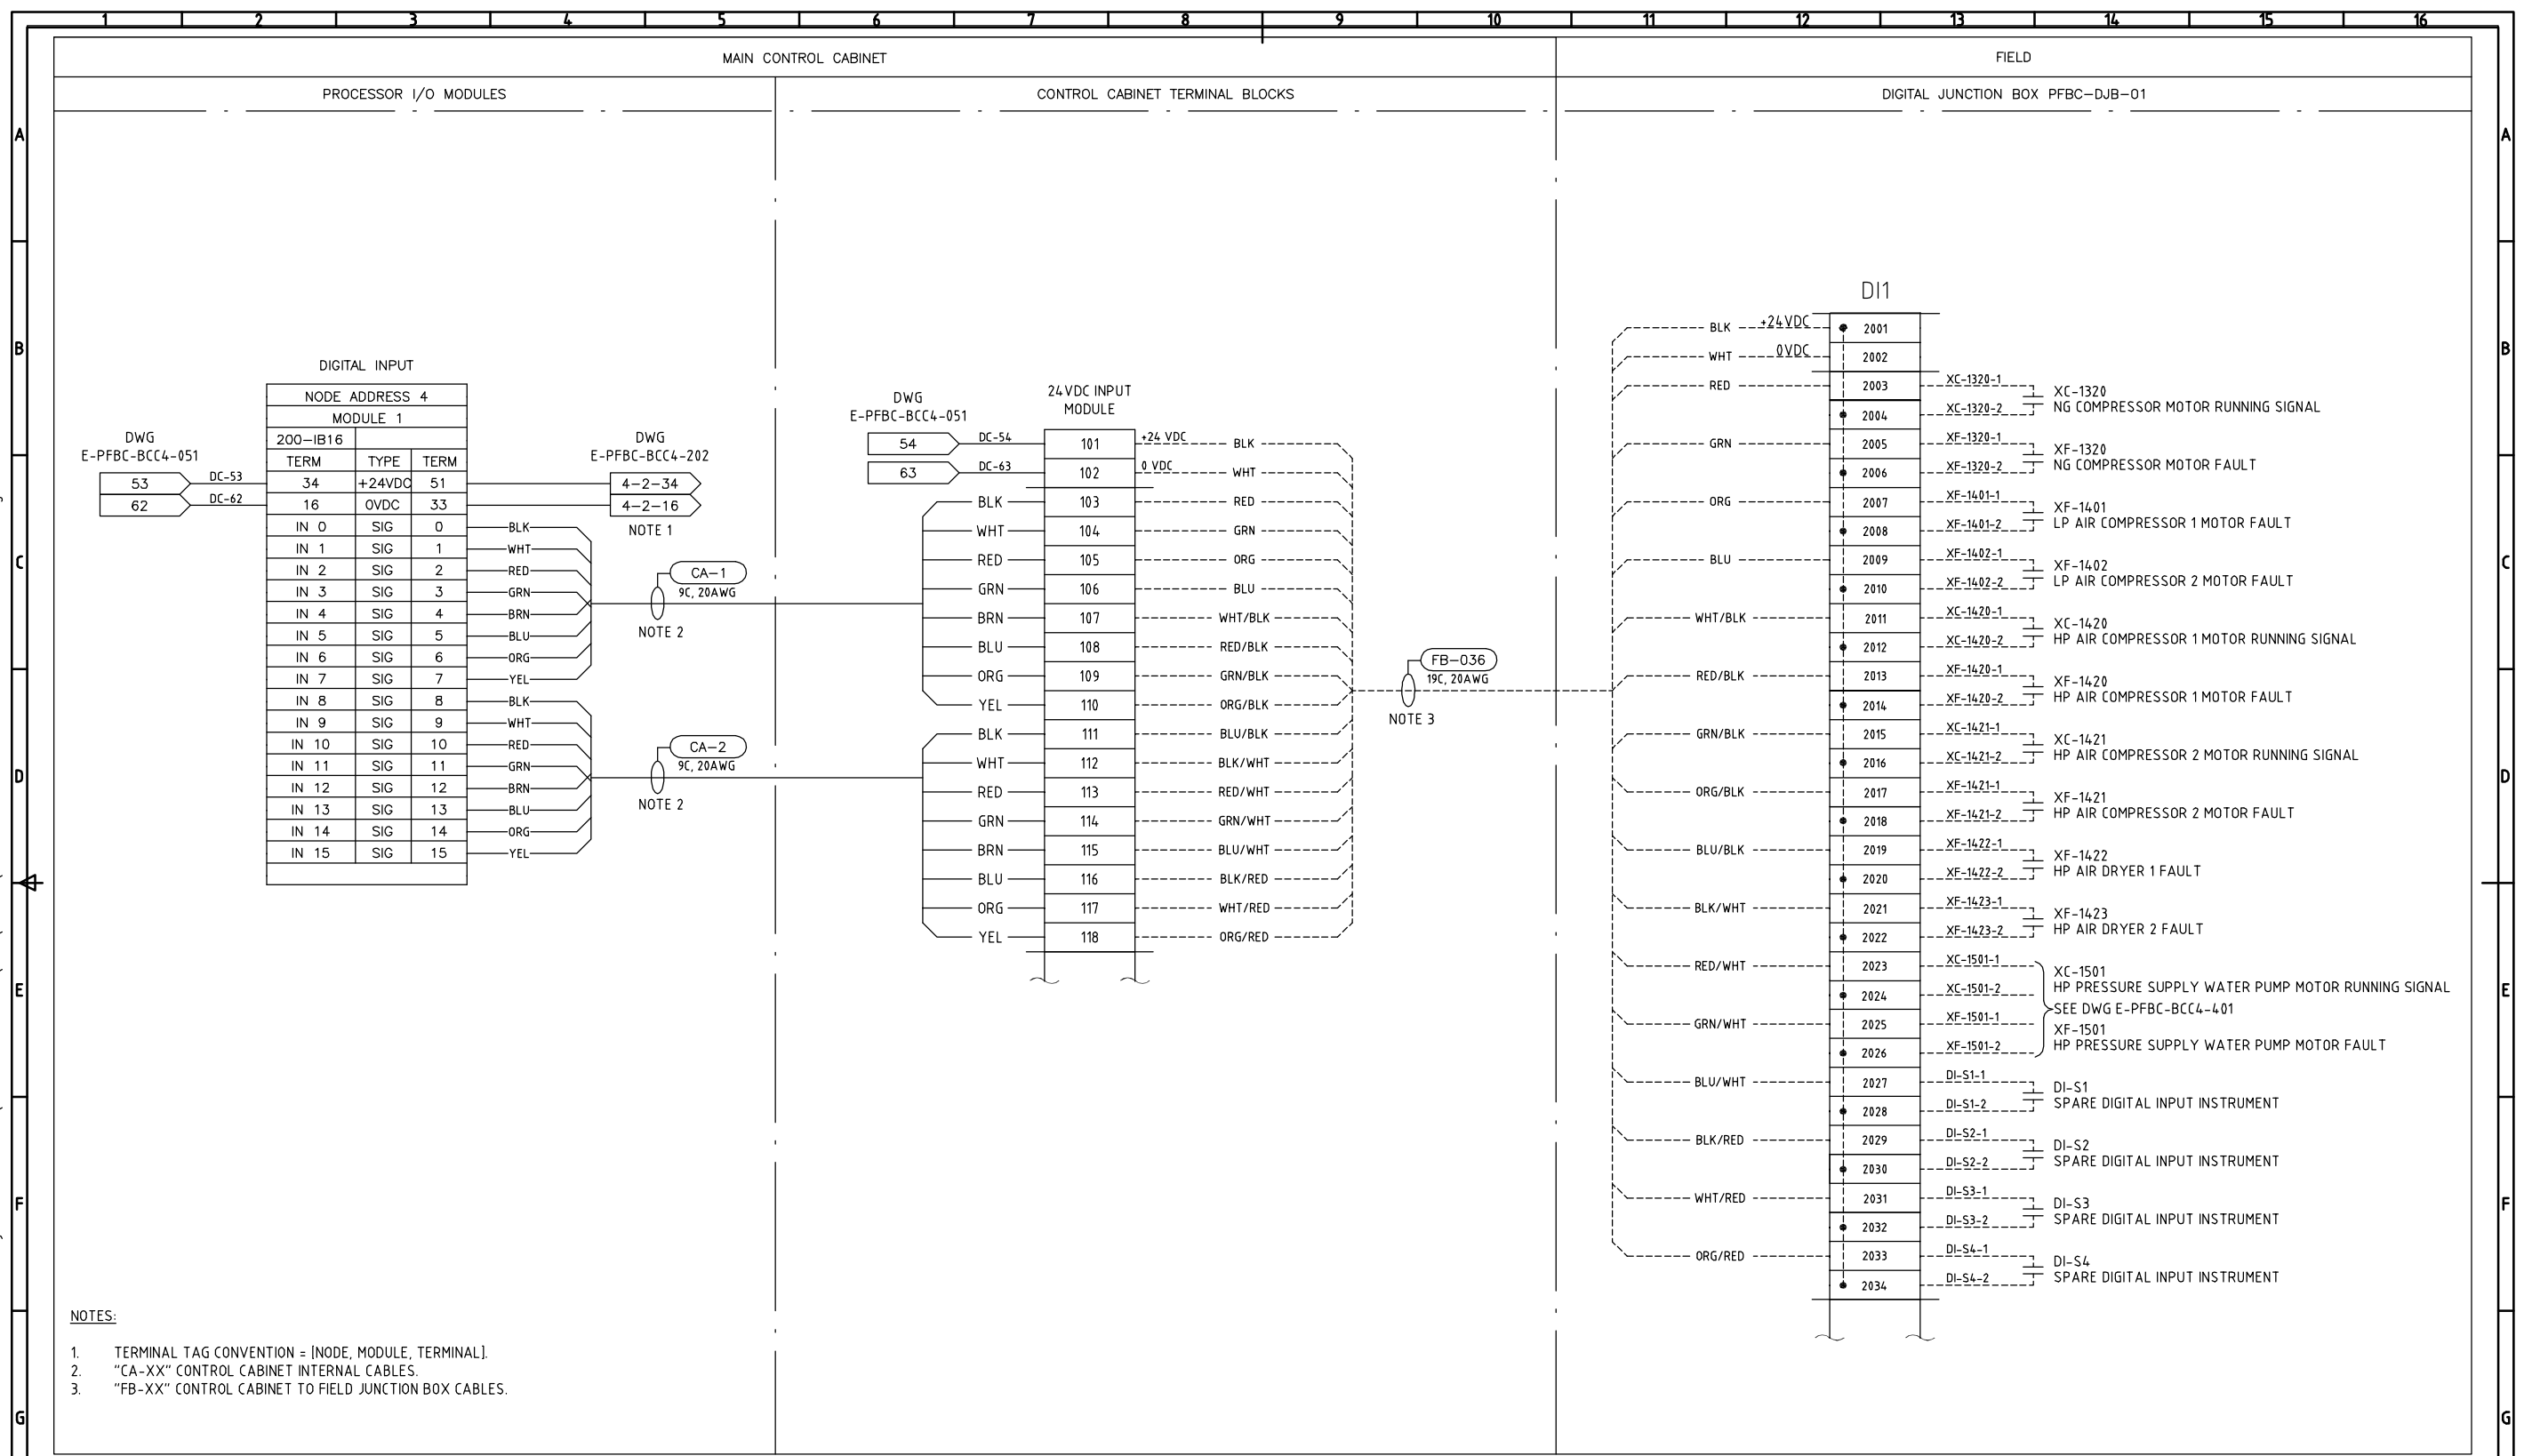 1 2 3 4 5 6 7 8 9 10 11 12 13 14 15 16
MAIN CONTROL CABINET
FIELD
PROCESSOR I/O MODULES
CONTROL CABINET TERMINAL BLOCKS
DIGITAL JUNCTION BOX PFBC-DJB-01
A A
B B
C C
D D
E E
F F
G G
DIGITAL INPUT
NODE ADDRESS 4
MODULE 1
200-IB16
TERM TYPE TERM
34 +24VDC 51
16 0VDC 33
IN 0 SIG 0 BLK
IN 1 SIG 1 WHT
IN 2 SIG 2 RED
IN 3 SIG 3 GRN
IN 4 SIG 4 BRN
IN 5 SIG 5 BLU
IN 6 SIG 6 ORG
IN 7 SIG 7 YEL
IN 8 SIG 8 BLK
IN 9 SIG 9 WHT
IN 10 SIG 10 RED
IN 11 SIG 11 GRN
IN 12 SIG 12 BRN
IN 13 SIG 13 BLU
IN 14 SIG 14 ORG
IN 15 SIG 15 YEL
DWG
E-PFBC-BCC4-051
53 DC-53
62 DC-62
DWG
E-PFBC-BCC4-202
4-2-34
4-2-16
NOTE 1
CA-1
9C, 20AWG
NOTE 2
CA-2
9C, 20AWG
NOTE 2
DWG
E-PFBC-BCC4-051
54 DC-54
63 DC-63
24VDC INPUT
MODULE
101 +24 VDC BLK
102 0 VDC WHT
BLK 103 RED
WHT 104 GRN
RED 105 ORG
GRN 106 BLU
BRN 107 WHT/BLK
BLU 108 RED/BLK
ORG 109 GRN/BLK
YEL 110 ORG/BLK
BLK 111 BLU/BLK
WHT 112 BLK/WHT
RED 113 RED/WHT
GRN 114 GRN/WHT
BRN 115 BLU/WHT
BLU 116 BLK/RED
ORG 117 WHT/RED
YEL 118 ORG/RED
FB-036
19C, 20AWG
NOTE 3
DI1
BLK +24VDC 2001
WHT 0VDC 2002
RED 2003 XC-1320-1
2004 XC-1320-2
XC-1320
NG COMPRESSOR MOTOR RUNNING SIGNAL
GRN 2005 XF-1320-1
2006 XF-1320-2
XF-1320
NG COMPRESSOR MOTOR FAULT
ORG 2007 XF-1401-1
2008 XF-1401-2
XF-1401
LP AIR COMPRESSOR 1 MOTOR FAULT
BLU 2009 XF-1402-1
2010 XF-1402-2
XF-1402
LP AIR COMPRESSOR 2 MOTOR FAULT
WHT/BLK 2011 XC-1420-1
2012 XC-1420-2
XC-1420
HP AIR COMPRESSOR 1 MOTOR RUNNING SIGNAL
RED/BLK 2013 XF-1420-1
2014 XF-1420-2
XF-1420
HP AIR COMPRESSOR 1 MOTOR FAULT
GRN/BLK 2015 XC-1421-1
2016 XC-1421-2
XC-1421
HP AIR COMPRESSOR 2 MOTOR RUNNING SIGNAL
ORG/BLK 2017 XF-1421-1
2018 XF-1421-2
XF-1421
HP AIR COMPRESSOR 2 MOTOR FAULT
BLU/BLK 2019 XF-1422-1
2020 XF-1422-2
XF-1422
HP AIR DRYER 1 FAULT
BLK/WHT 2021 XF-1423-1
2022 XF-1423-2
XF-1423
HP AIR DRYER 2 FAULT
RED/WHT 2023 XC-1501-1
2024 XC-1501-2
XC-1501
HP PRESSURE SUPPLY WATER PUMP MOTOR RUNNING SIGNAL
SEE DWG E-PFBC-BCC4-401
GRN/WHT 2025 XF-1501-1
2026 XF-1501-2
XF-1501
HP PRESSURE SUPPLY WATER PUMP MOTOR FAULT
BLU/WHT 2027 DI-S1-1
2028 DI-S1-2
DI-S1
SPARE DIGITAL INPUT INSTRUMENT
BLK/RED 2029 DI-S2-1
2030 DI-S2-2
DI-S2
SPARE DIGITAL INPUT INSTRUMENT
WHT/RED 2031 DI-S3-1
2032 DI-S3-2
DI-S3
SPARE DIGITAL INPUT INSTRUMENT
ORG/RED 2033 DI-S4-1
2034 DI-S4-2
DI-S4
SPARE DIGITAL INPUT INSTRUMENT
NOTES:
1. TERMINAL TAG CONVENTION = [NODE, MODULE, TERMINAL].
2. "CA-XX" CONTROL CABINET INTERNAL CABLES.
3. "FB-XX" CONTROL CABINET TO FIELD JUNCTION BOX CABLES.